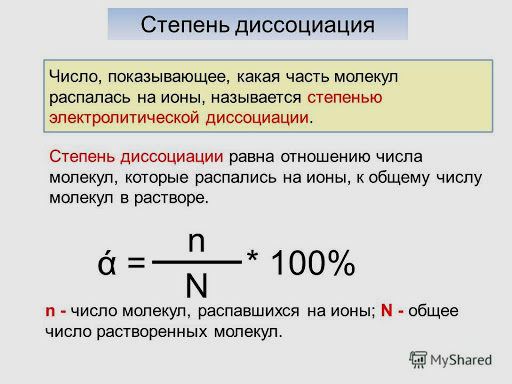 Степень диссоциация
Число, показывающее, какая часть молекул
распалась на ионы, называется степенью
электролитической диссоциации.
Степень диссоциации равна отношению числа
молекул, которые распались на ионы, к общему числу
молекул в растворе.
ά = n / N * 100%
n - число молекул, распавшихся на ионы; N - общее
число растворенных молекул.
MyShared